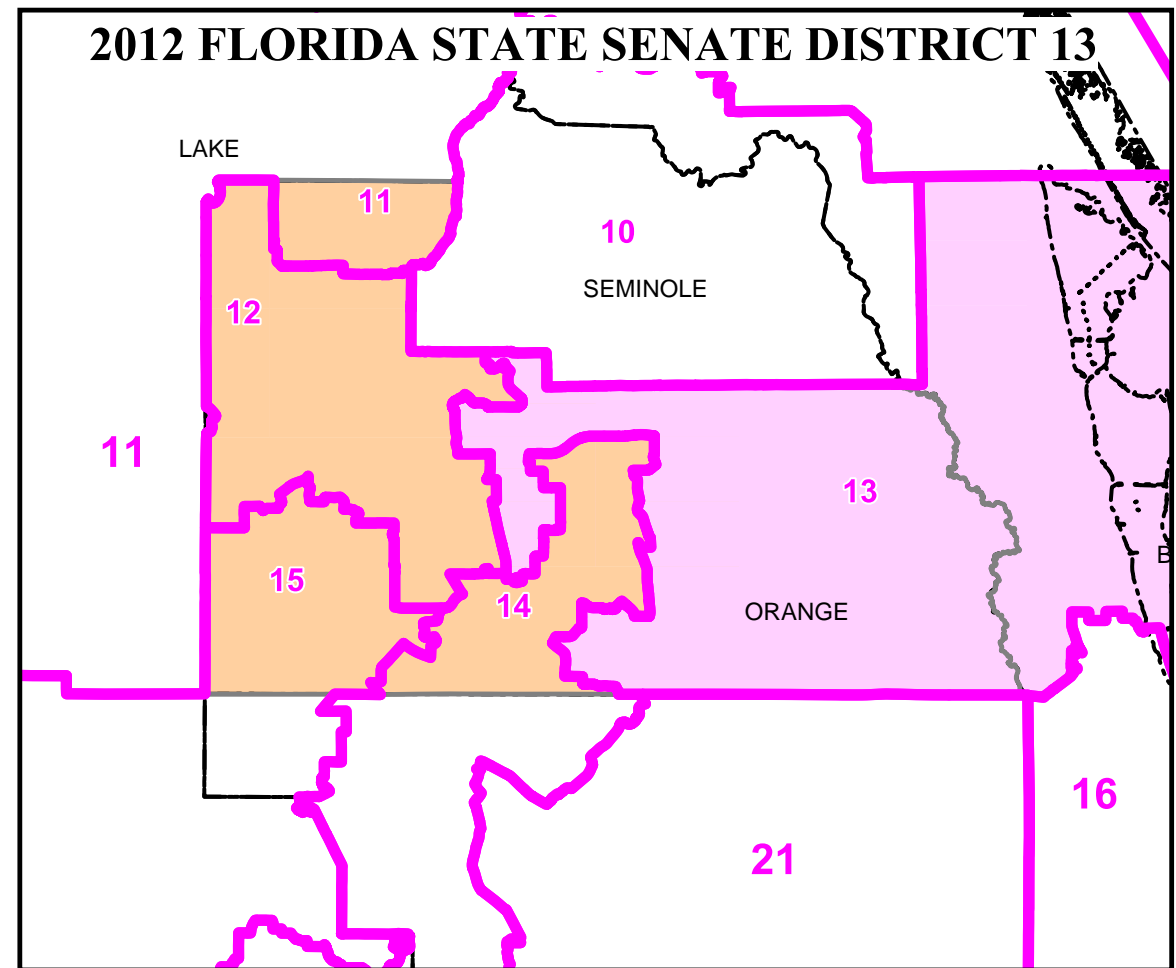 2012 FLORIDA STATE SENATE DISTRICT 13
LAKE
11
10
SEMINOLE
12
11
13
15
14
ORANGE
B
16
21